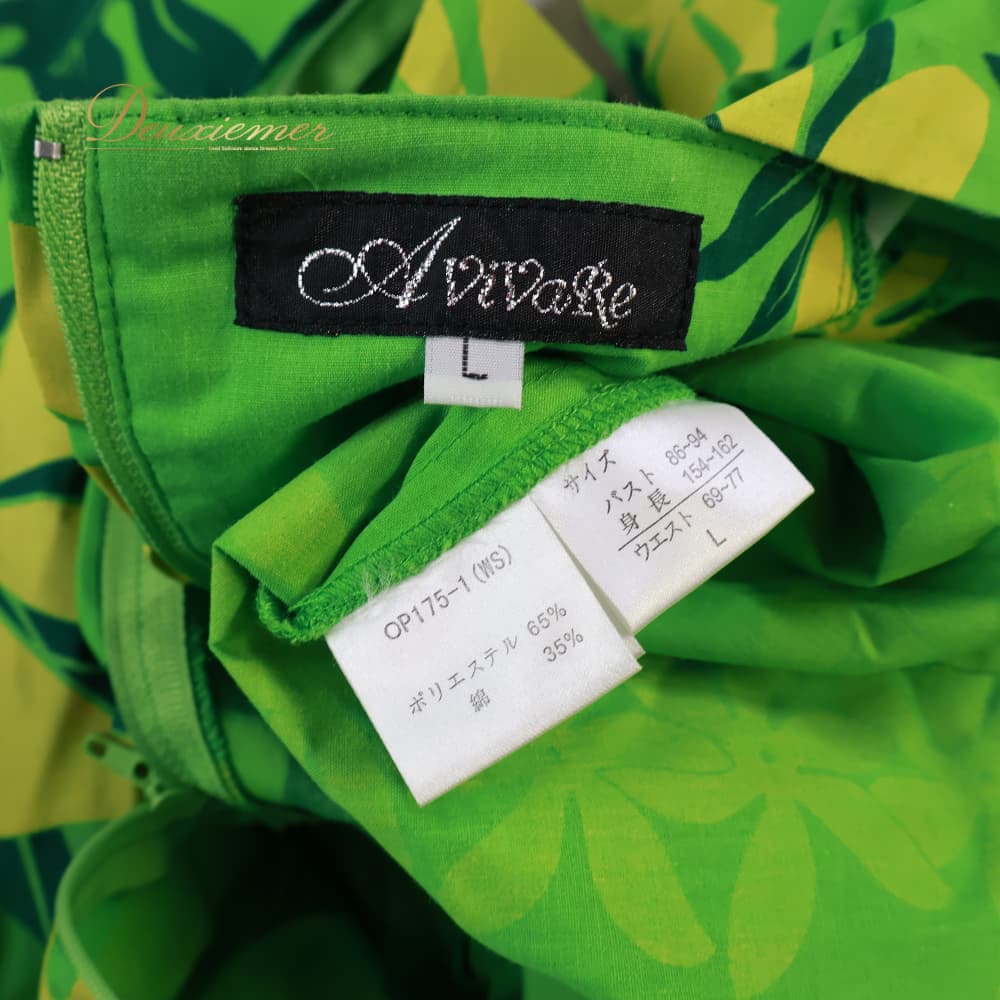 Deuxiemer
AviVaRe
L
サイズ
バスト 86~94
身長 154~162
ウエスト 69~77
L
OP175-1(WS)
ポリエステル 65%
綿 35%